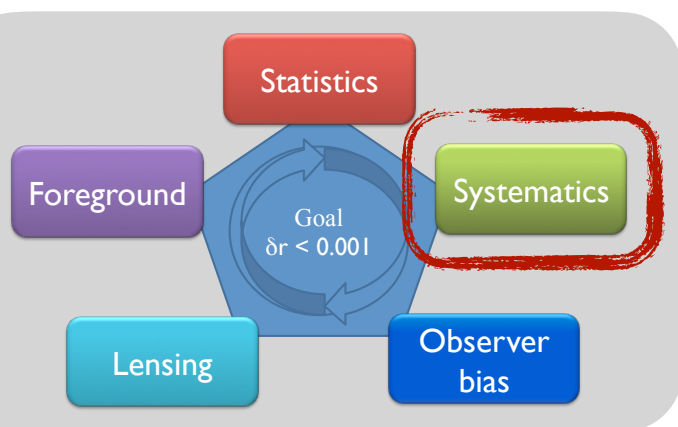 Statistics
Foreground
Systematics
Goal
δr < 0.001
Lensing
Observer
bias